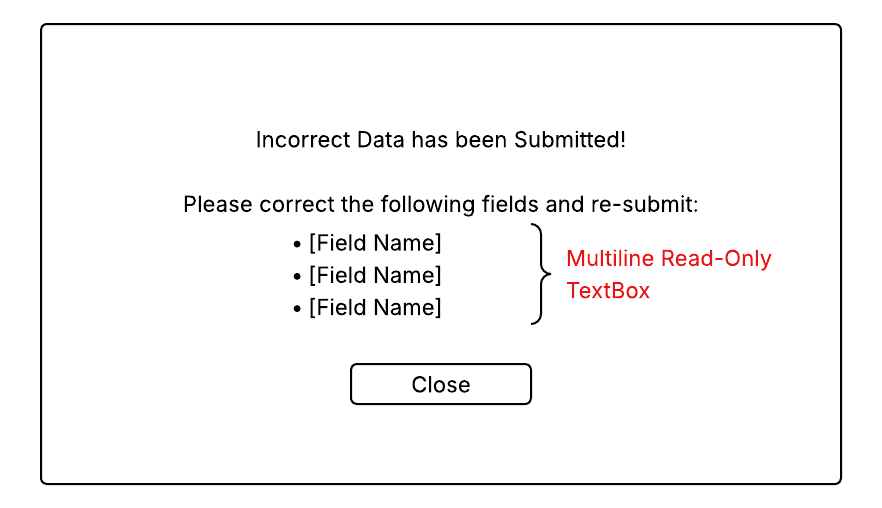 Incorrect Data has been Submitted!
Please correct the following fields and re-submit:
• [Field Name]
• [Field Name]
• [Field Name]
Multiline Read-Only
TextBox
Close